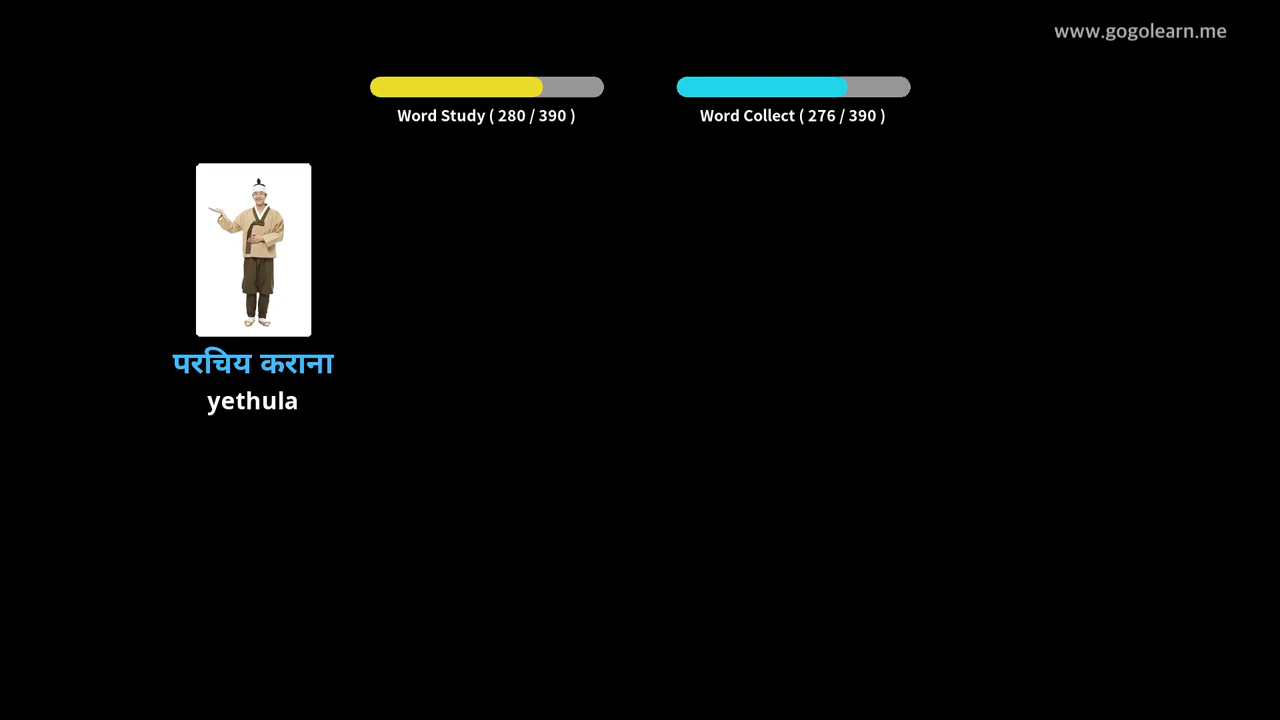 www.gogolearn.me
Word Study ( 280 / 390 )
Word Collect ( 276 / 390 )
परिचय कराना
yethula